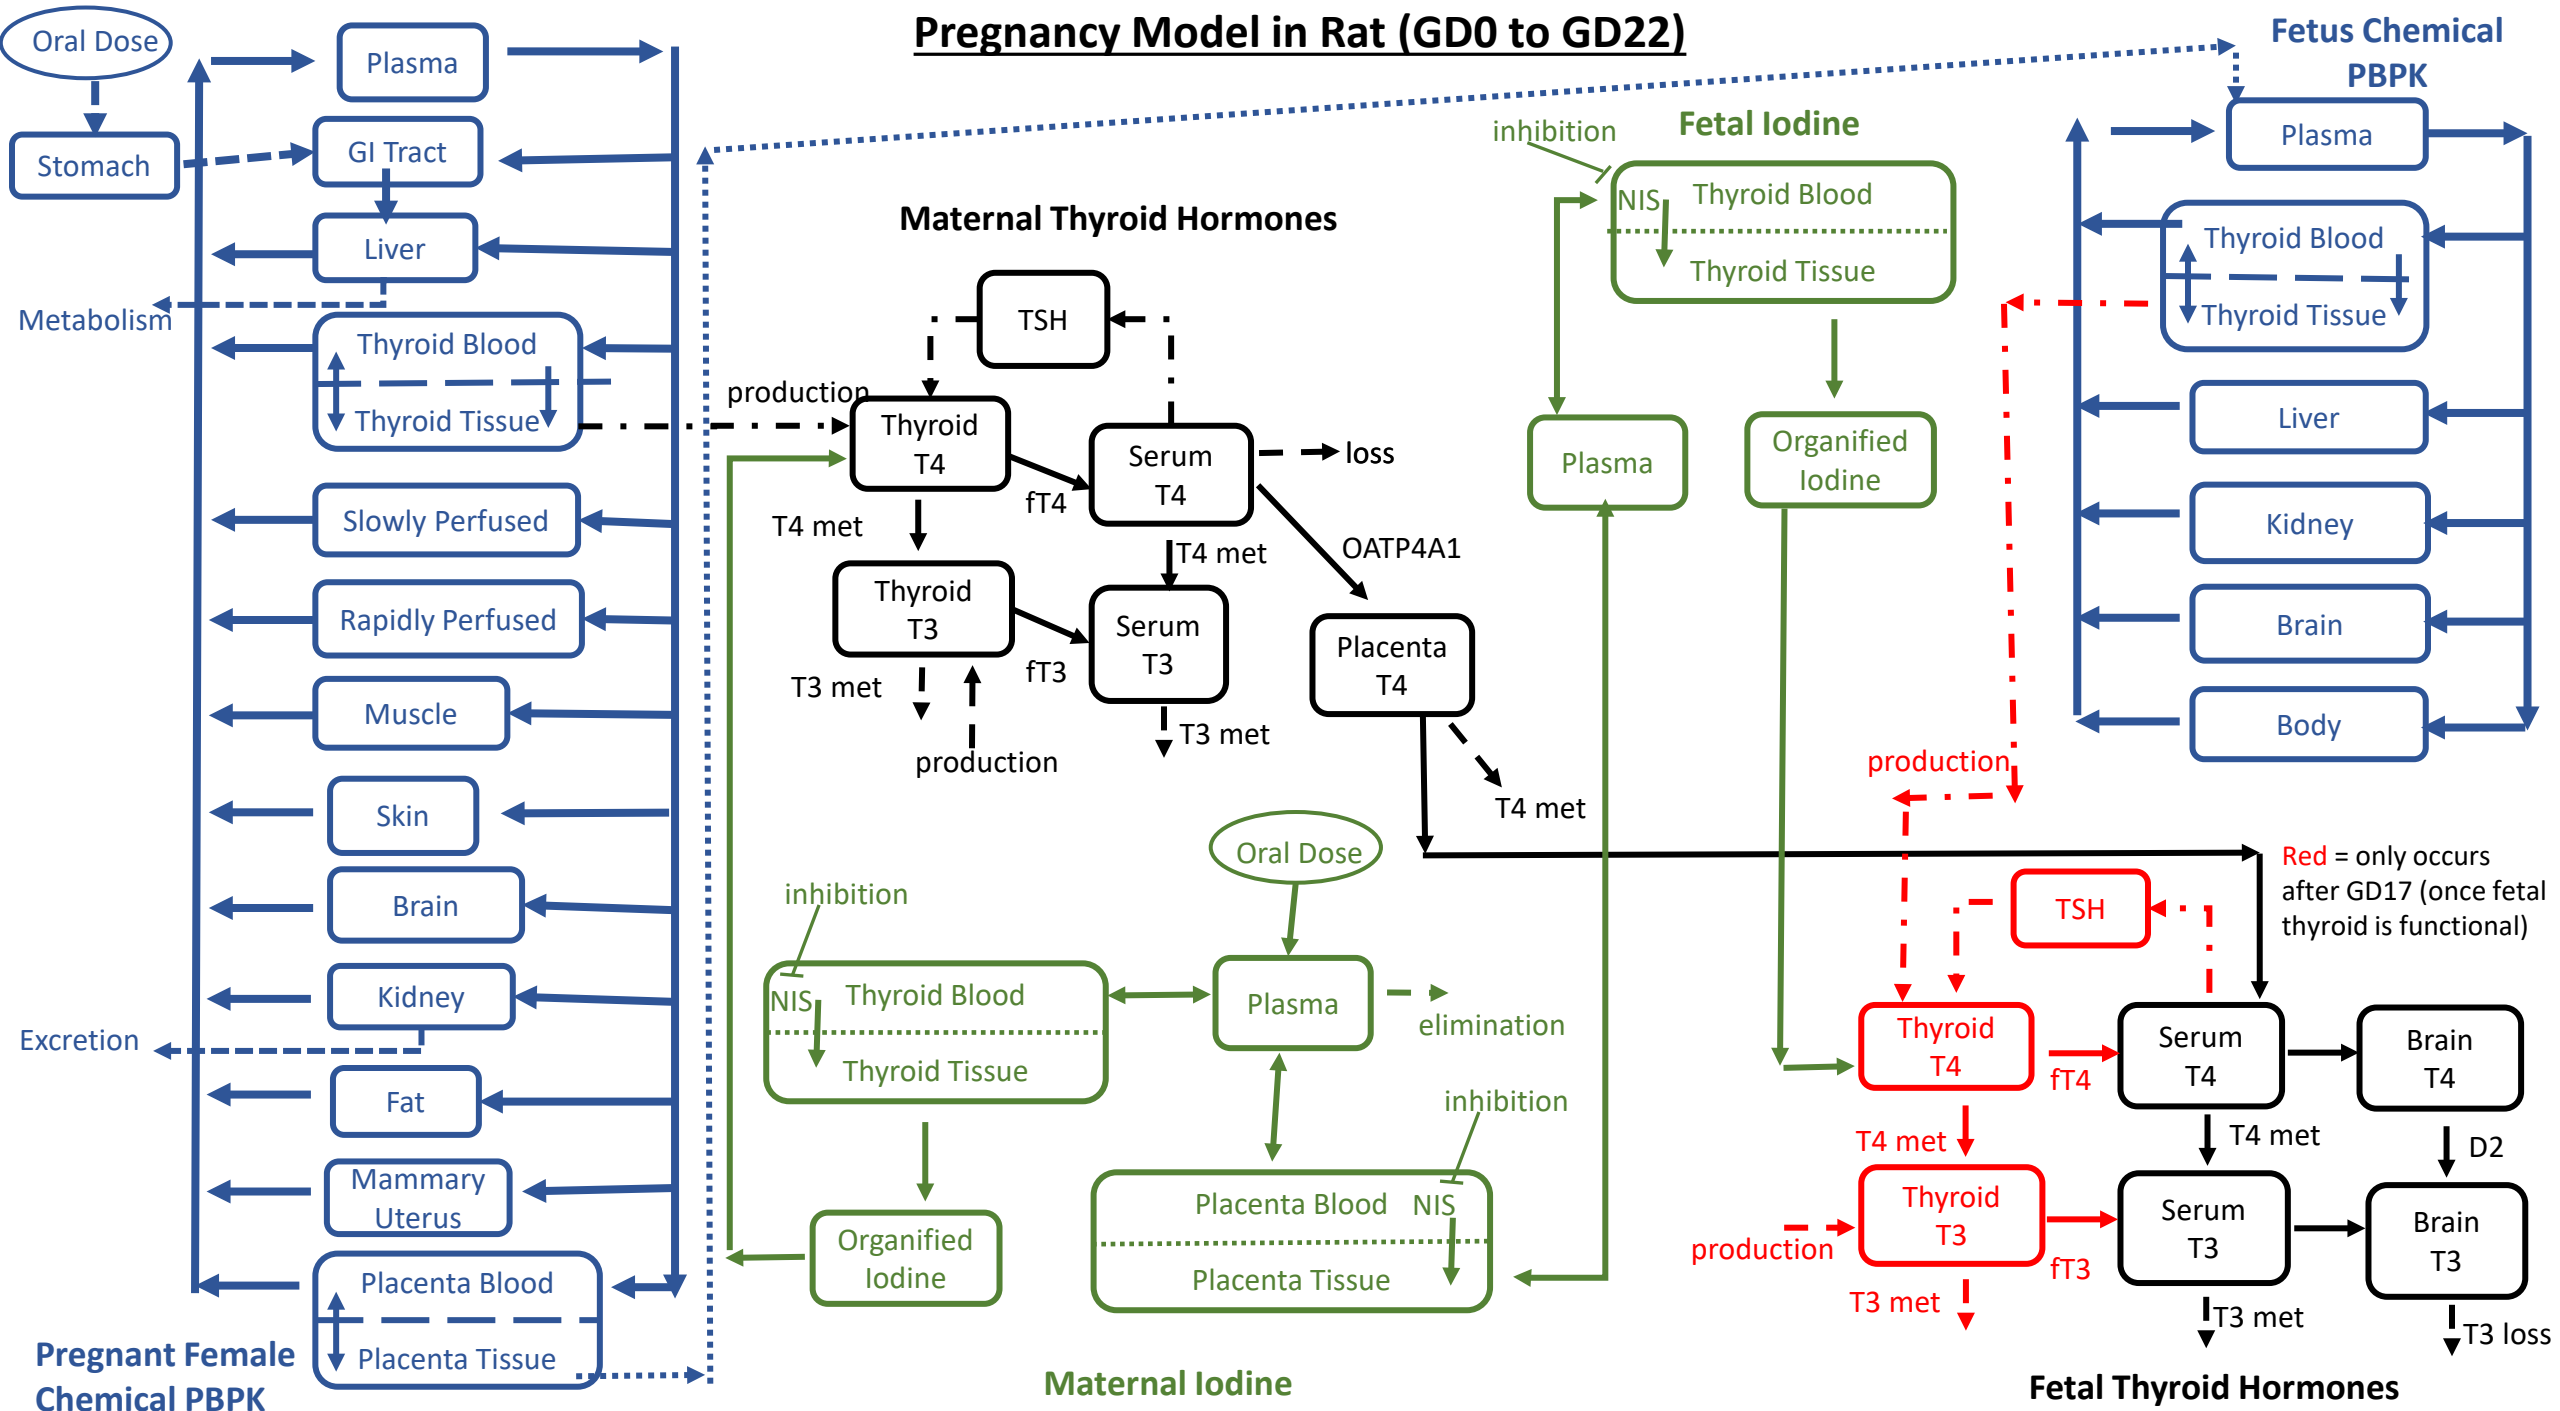 Pregnancy Model in Rat (GD0 to GD22)
Oral Dose
Stomach
Plasma
GI Tract
Liver
Metabolism
Thyroid Blood
Thyroid Tissue
Slowly Perfused
Rapidly Perfused
Muscle
Skin
Brain
Kidney
Excretion
Fat
Mammary
Uterus
Placenta Blood
Placenta Tissue
Pregnant Female
Chemical PBPK
Maternal Thyroid Hormones
TSH
production
Thyroid
T4
fT4
Serum
T4
loss
T4 met
T4 met
OATP4A1
Thyroid
T3
fT3
Serum
T3
T3 met
production
T3 met
Placenta
T4
T4 met
Oral Dose
inhibition
NIS
Thyroid Blood
Thyroid Tissue
Plasma
elimination
inhibition
Placenta Blood
NIS
Placenta Tissue
Organified
Iodine
Maternal Iodine
Fetal Iodine
inhibition
NIS
Thyroid Blood
Thyroid Tissue
Plasma
Organified
Iodine
Fetus Chemical
PBPK
Plasma
Thyroid Blood
Thyroid Tissue
Liver
Kidney
Brain
Body
production
Red = only occurs
after GD17 (once fetal
thyroid is functional)
TSH
Thyroid
T4
fT4
Serum
T4
Brain
T4
T4 met
T4 met
D2
production
Thyroid
T3
fT3
Serum
T3
Brain
T3
T3 met
T3 met
T3 loss
Fetal Thyroid Hormones